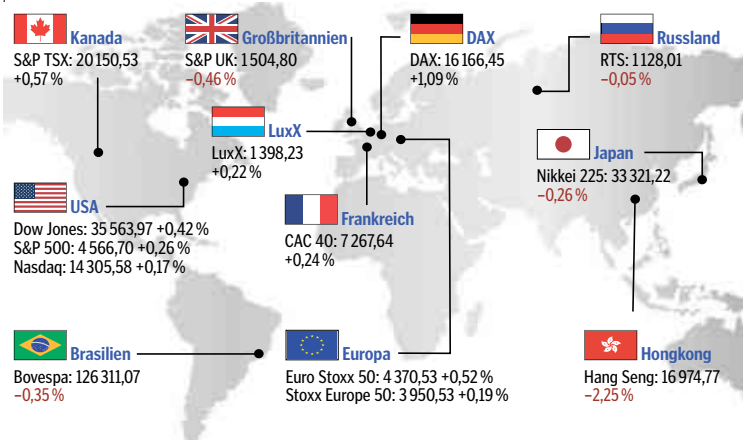 Kanada
S&P TSX: 20 150,53
+0,57 %
Großbritannien
S&P UK: 1 504,80
–0,46 %
DAX
DAX: 16 166,45
+1,09 %
Russland
RTS: 1 128,01
–0,05 %
LuxX
LuxX: 1 398,23
+0,22 %
Japan
Nikkei 225: 33 321,22
–0,26 %
USA
Dow Jones: 35 563,97 +0,42 %
S&P 500: 4 566,70 +0,26 %
Nasdaq: 14 305,58 +0,17 %
Frankreich
CAC 40: 7 267,64
+0,24 %
Brasilien
Bovespa: 126 311,07
–0,35 %
Europa
Euro Stoxx 50: 4 370,53 +0,52 %
Stoxx Europe 50: 3 950,53 +0,19 %
Hongkong
Hang Seng: 16 974,77
–2,25 %